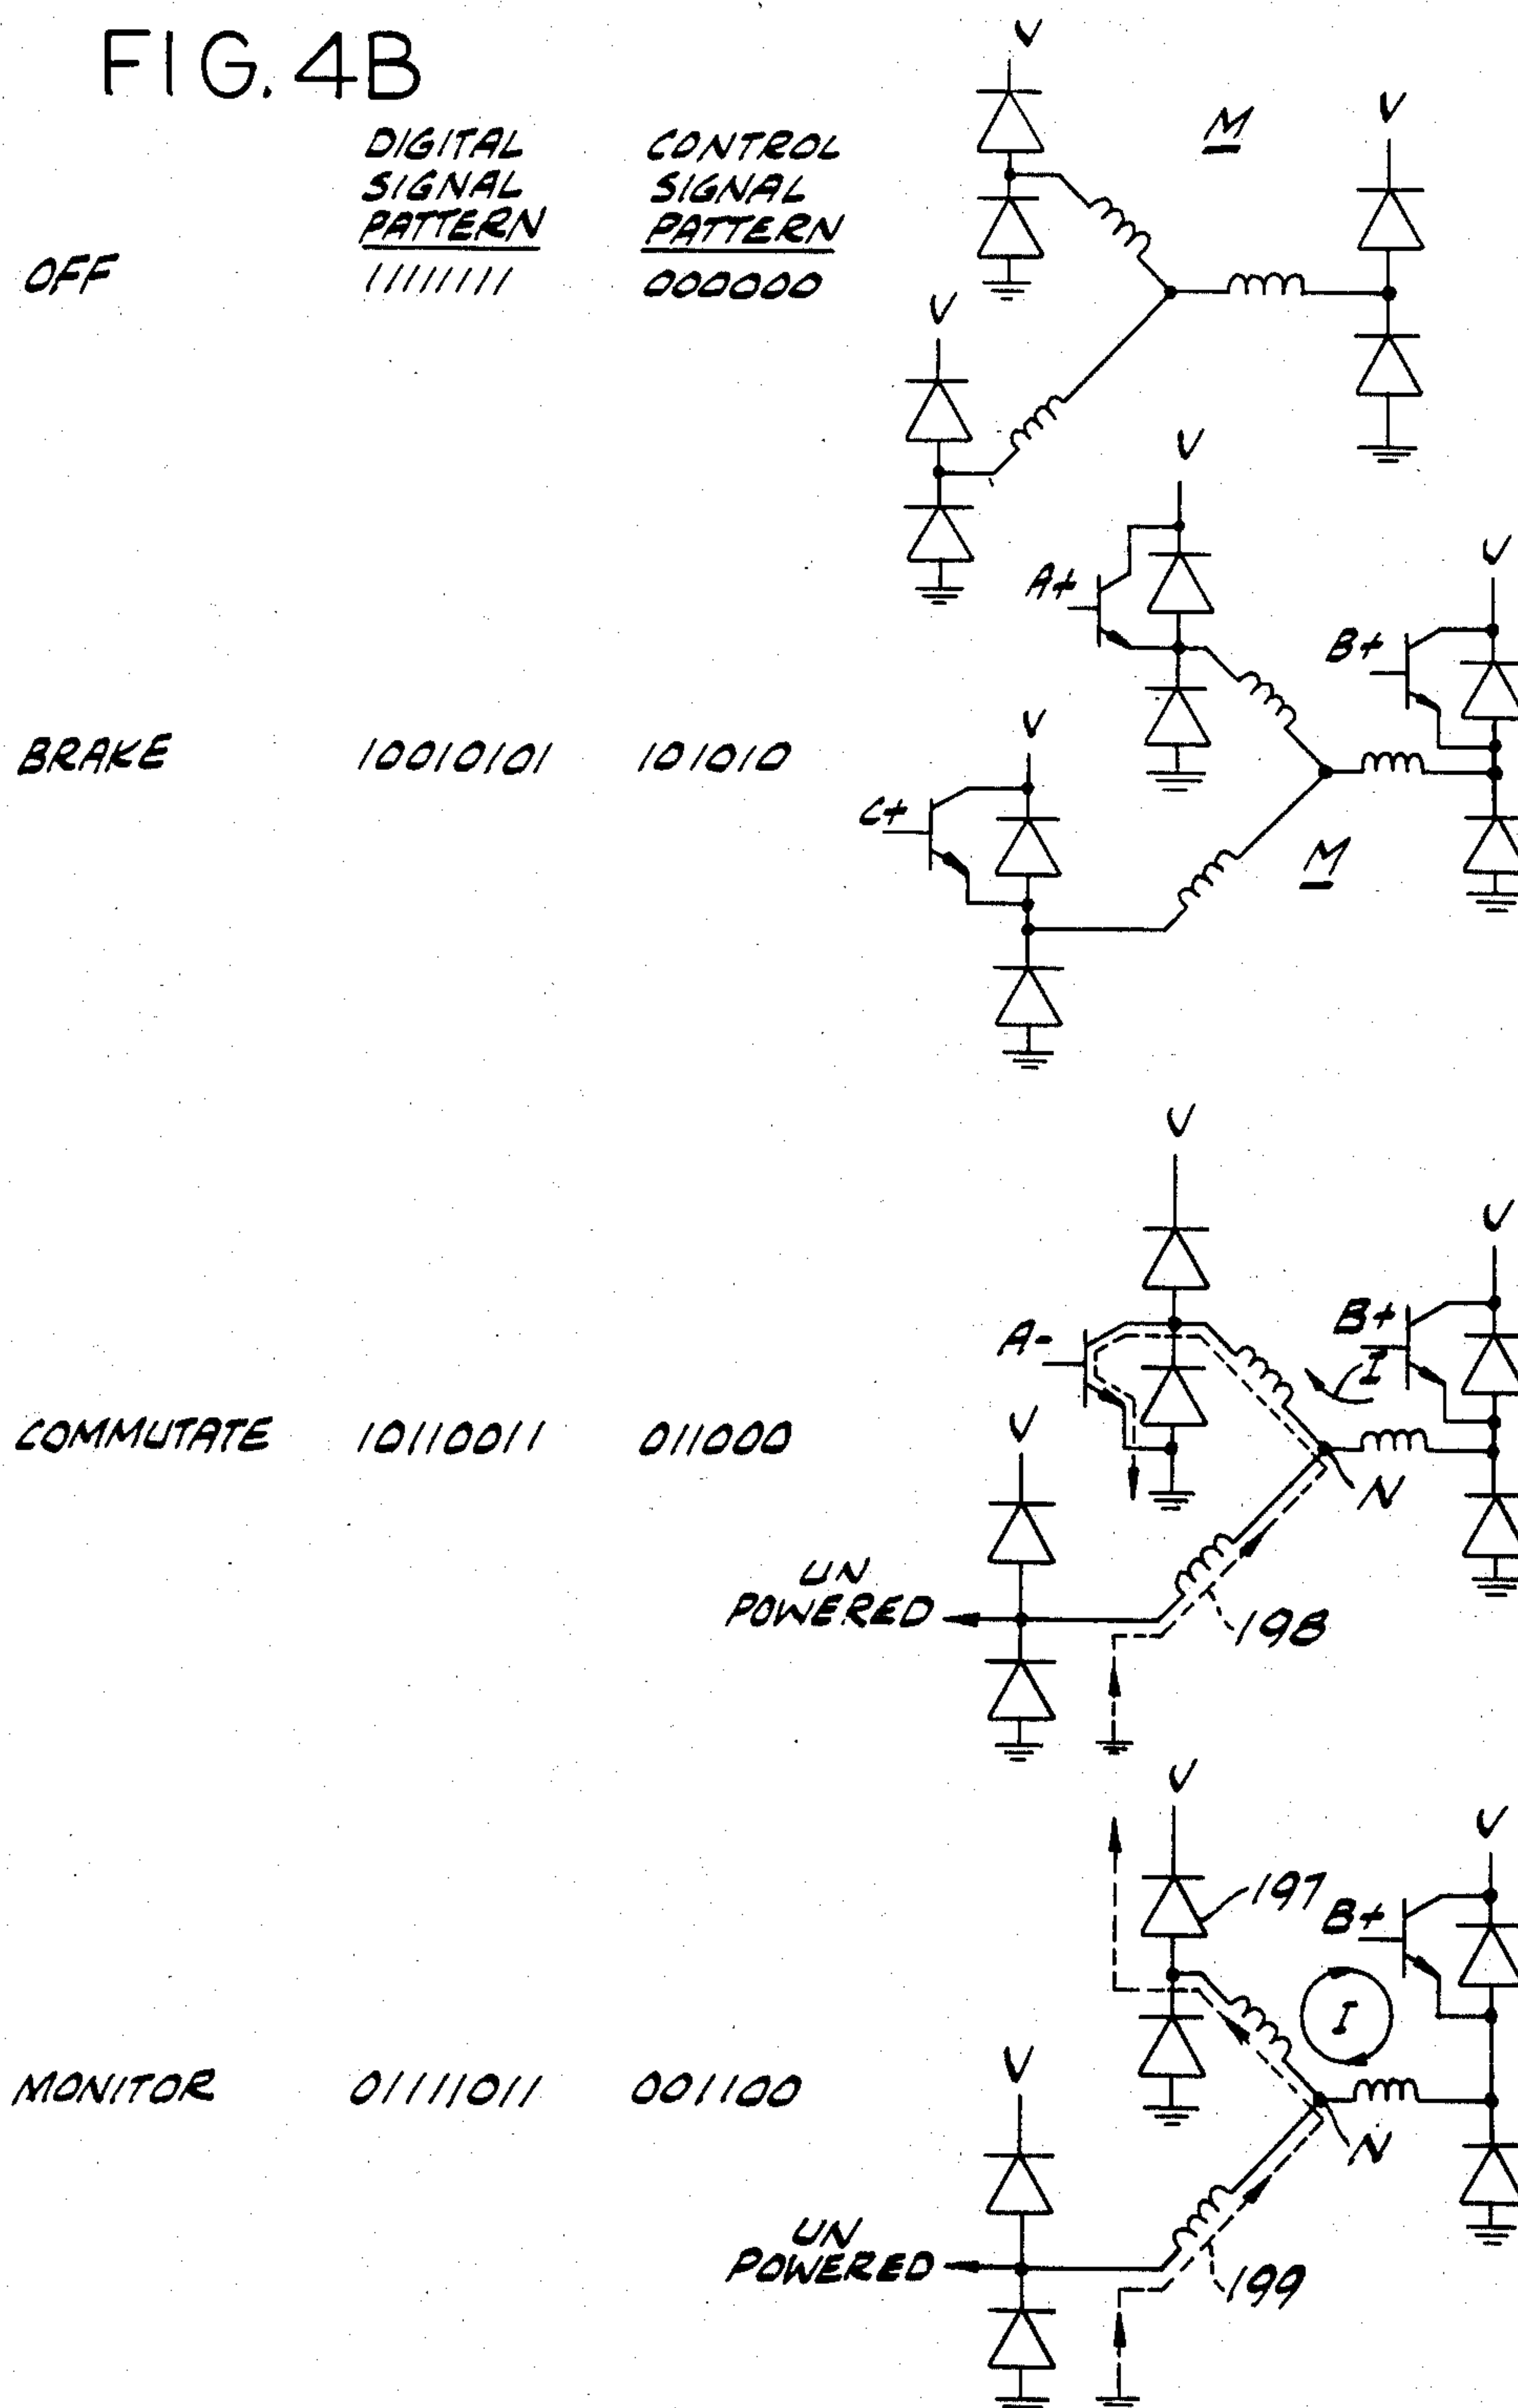 FIG. 4B
DIGITAL
SIGNAL
PATTERN
CONTROL
SIGNAL
PATTERN
V
M
V
OFF
11111111
000000
V
V
A+
V
B+
BRAKE
10010101
101010
V
C+
M
V
V
A-
B+
I
COMMUTATE
10110011
011000
V
N
UN
POWERED
198
V
V
197
B+
I
MONITOR
01111011
001100
V
N
UN
POWERED
199